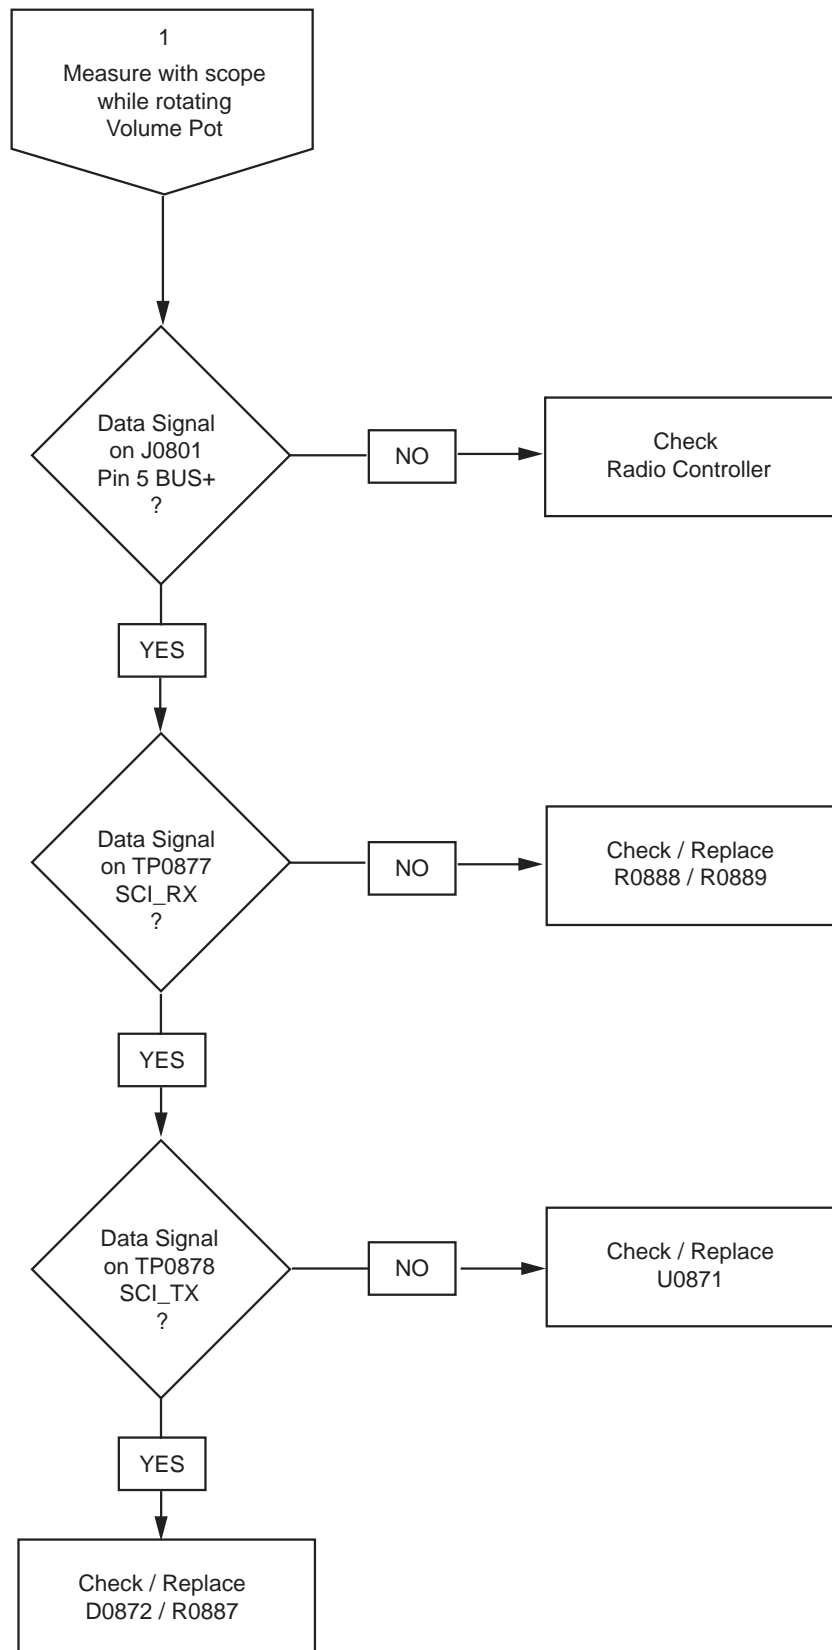 1
Measure with scope
while rotating
Volume Pot
Data Signal
on J0801
Pin 5 BUS+
?
NO
Check
Radio Controller
YES
Data Signal
on TP0877
SCI_RX
?
NO
Check / Replace
R0888 / R0889
YES
Data Signal
on TP0878
SCI_TX
?
NO
Check / Replace
U0871
YES
Check / Replace
D0872 / R0887